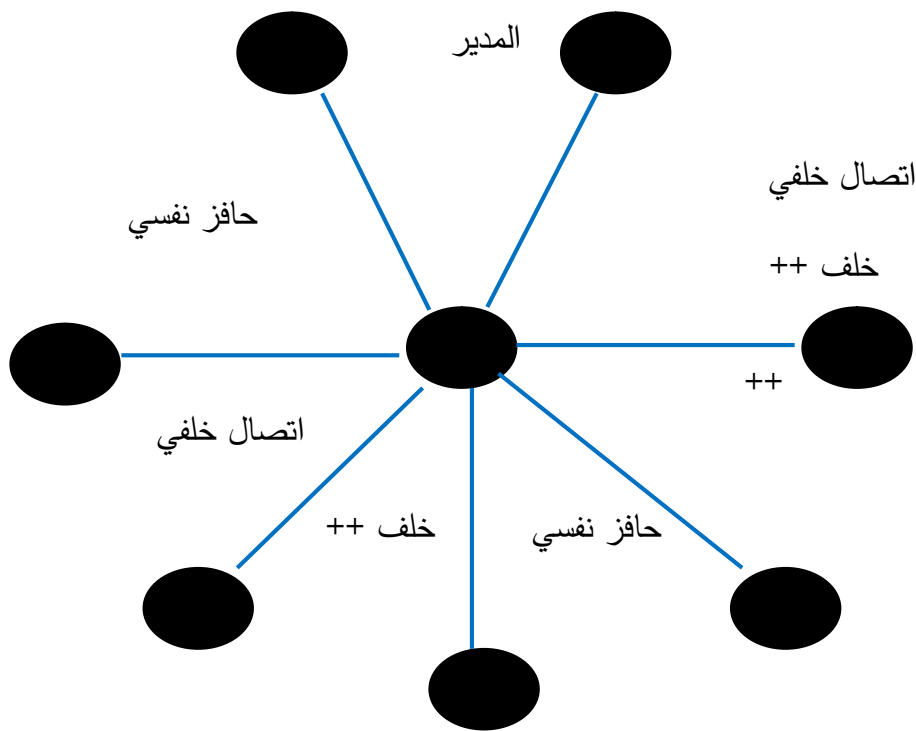 المدير
اتصال خلفي
حافز نفسي
خلف ++
++
اتصال خلفي
خلف ++
حافز نفسي